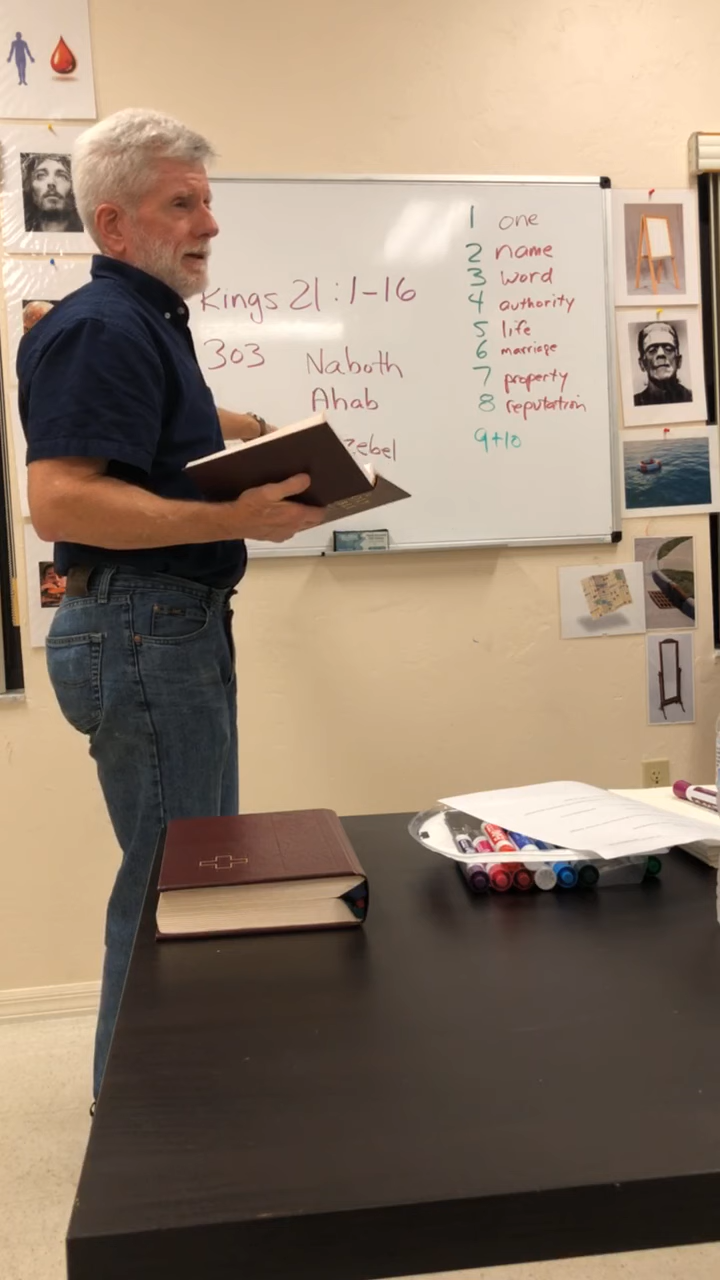 Kings 21:1-16
303
Naboth
Ahab
zebel
1 one
2 name
3 word
4 authority
5 life
6 marriage
7 property
8 reputation
9+10